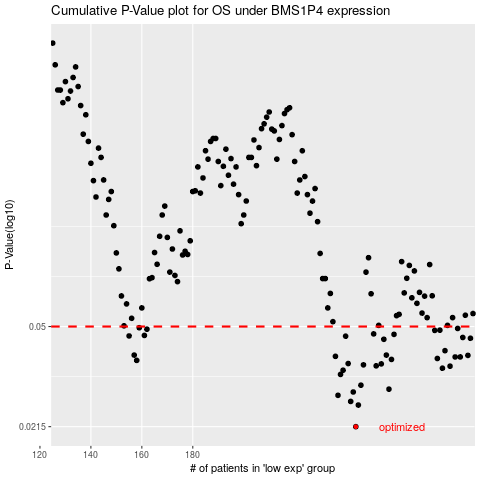 Cumulative P-Value plot for OS under BMS1P4 expression
P-Value(log10)
0.05
0.0215
optimized
120 140 160 180
# of patients in 'low exp' group